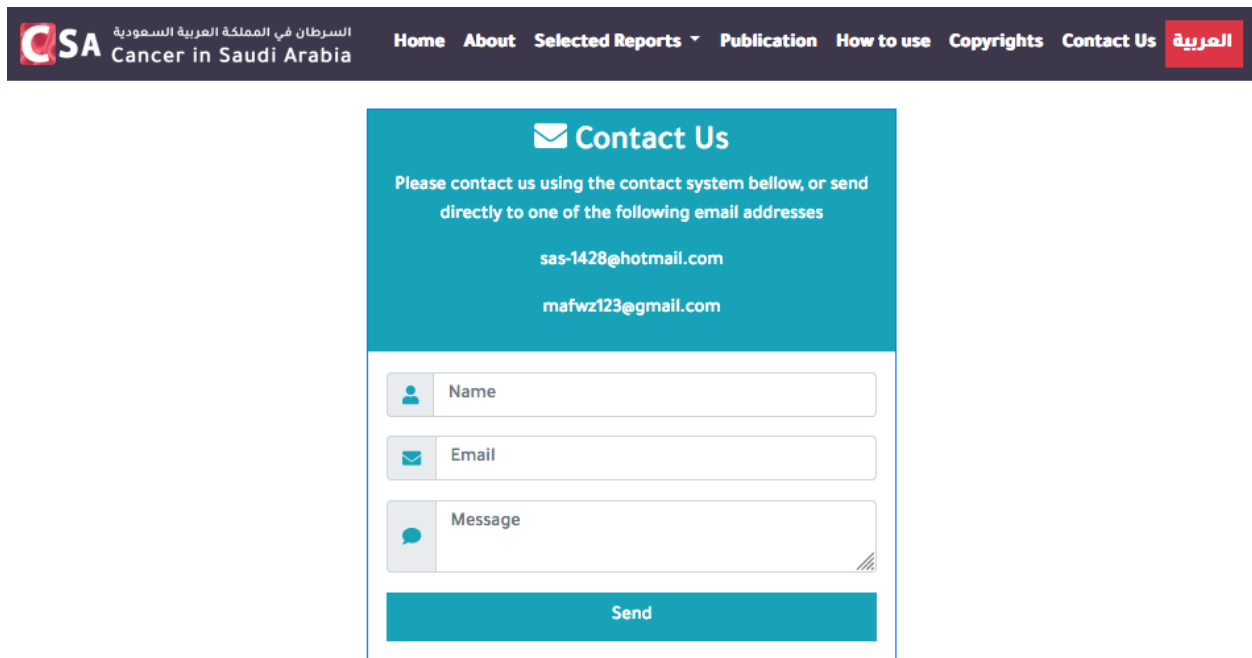 CSA
السرطان في المملكة العربية السعودية
Cancer in Saudi Arabia
Home About Selected Reports Publication How to use Copyrights Contact Us العربية
Contact Us
Please contact us using the contact system bellow, or send
directly to one of the following email addresses
sas-1428@hotmail.com
mafwz123@gmail.com
Name
Email
Message
Send